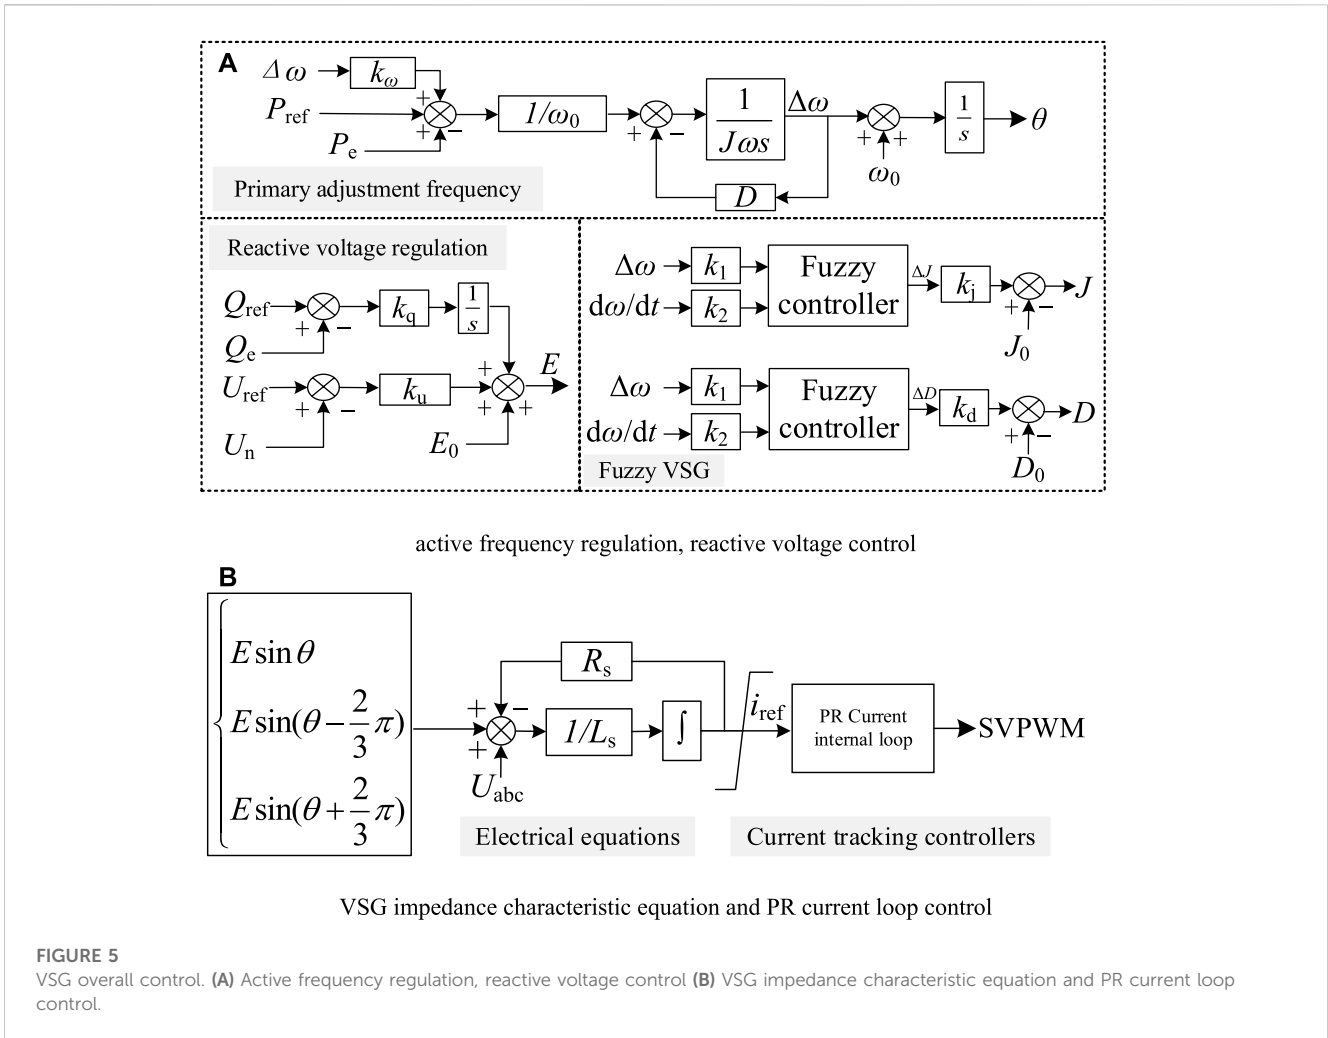 A
Δω
kω
Pref
Pe
+
+ −
1/ω0
+ −
1
Jωs
Δω
D
+ +
ω0
1
s
θ
Primary adjustment frequency
Reactive voltage regulation
Qref
+ −
Qe
kq
1
s
Uref
+ −
Un
ku
+
+ +
E
E0
Δω
k1
dω/dt
k2
Fuzzy
controller
ΔJ
kj
+ −
J
J0
Δω
k1
dω/dt
k2
Fuzzy
controller
ΔD
kd
+ −
D
D0
Fuzzy VSG
active frequency regulation, reactive voltage control
B
E sin θ
E sin(θ − 2/3 π)
E sin(θ + 2/3 π)
Rs
+ −
+
Uabc
1/Ls
∫
iref
PR Current
internal loop
SVPWM
Electrical equations
Current tracking controllers
VSG impedance characteristic equation and PR current loop control
FIGURE 5
VSG overall control. (A) Active frequency regulation, reactive voltage control (B) VSG impedance characteristic equation and PR current loop
control.